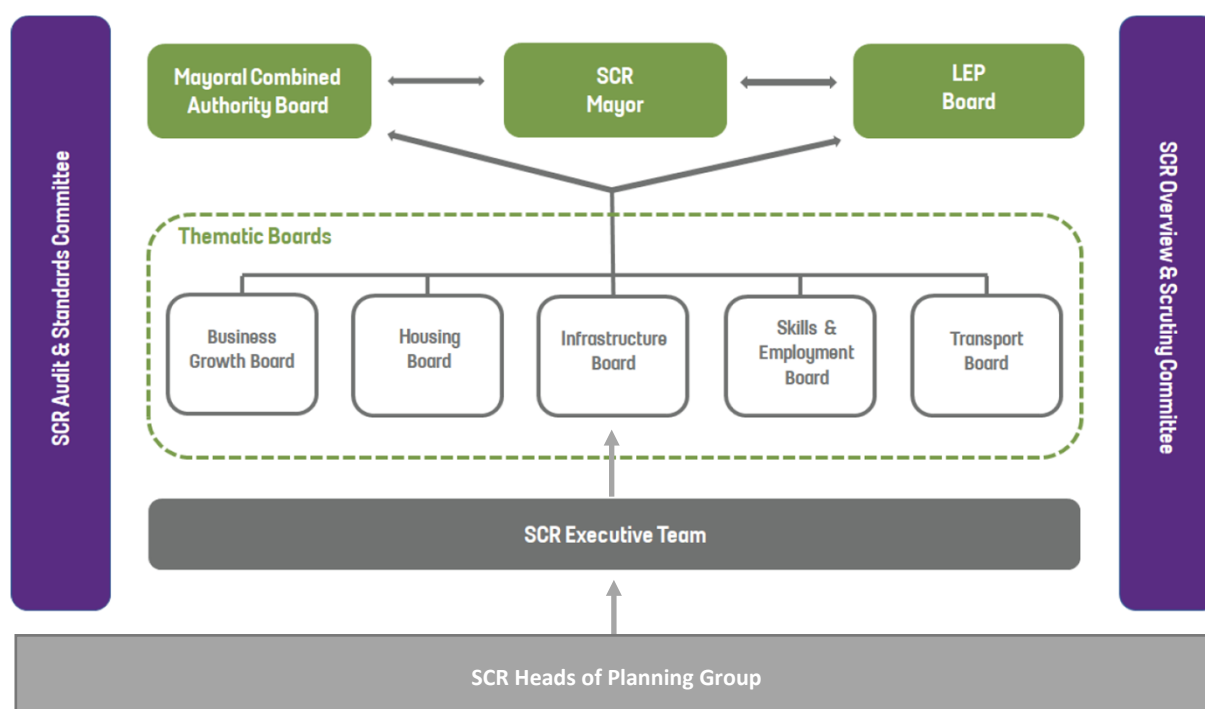 SCR Audit & Standards Committee
Mayoral Combined
Authority Board
SCR
Mayor
LEP
Board
SCR Overview & Scrutiny Committee
Thematic Boards
Business
Growth Board
Housing
Board
Infrastructure
Board
Skills &
Employment
Board
Transport
Board
SCR Executive Team
SCR Heads of Planning Group